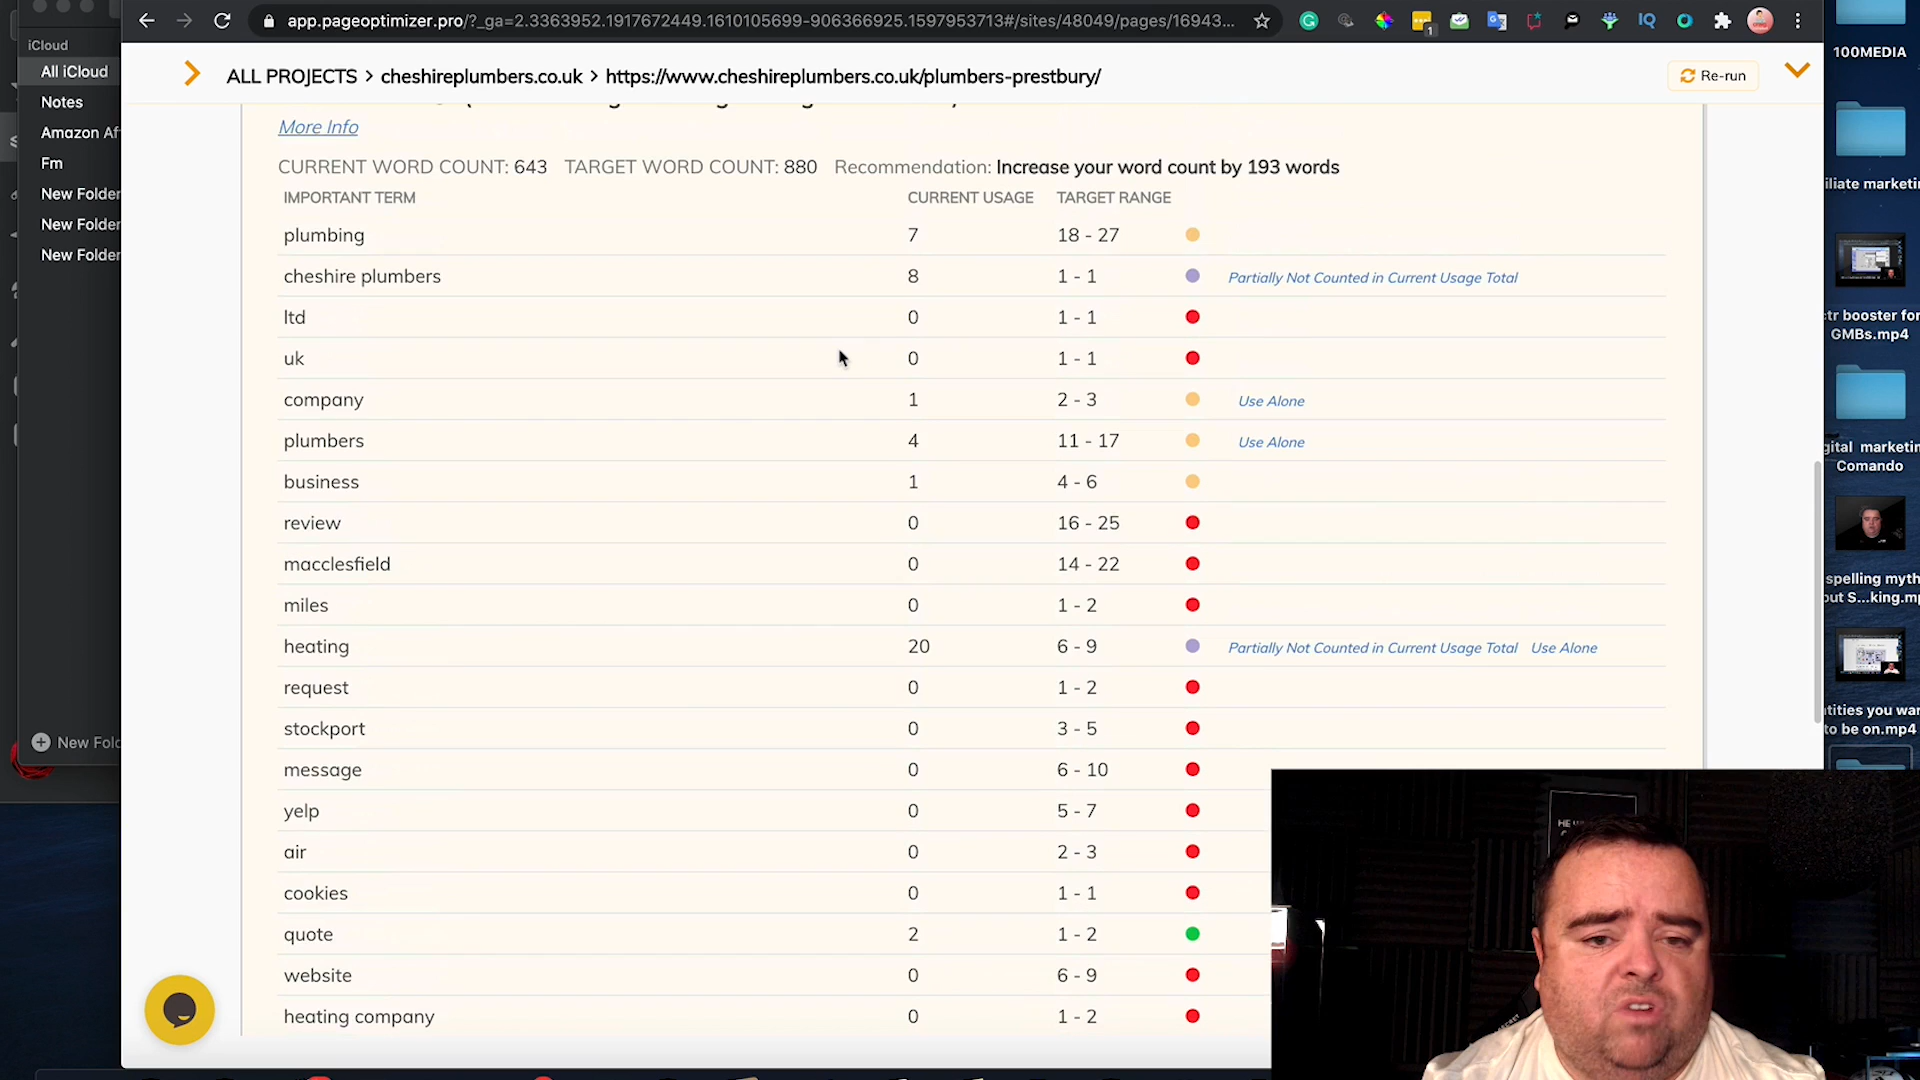 iCloud
All iCloud
Notes
Amazon Af
Fm
New Folder
New Folder
New Folder
New Folc
app.pageoptimizer.pro/?_ga=2.3363952.1917672449.1610105699-906366925.1597953713#/sites/48049/pages/16943...
1
IQ
ALL PROJECTS > cheshireplumbers.co.uk > https://www.cheshireplumbers.co.uk/plumbers-prestbury/
Re-run
More Info
CURRENT WORD COUNT: 643 TARGET WORD COUNT: 880 Recommendation: Increase your word count by 193 words
IMPORTANT TERM CURRENT USAGE TARGET RANGE
plumbing 7 18 - 27
cheshire plumbers 8 1 - 1 Partially Not Counted in Current Usage Total
ltd 0 1 - 1
uk 0 1 - 1
company 1 2 - 3 Use Alone
plumbers 4 11 - 17 Use Alone
business 1 4 - 6
review 0 16 - 25
macclesfield 0 14 - 22
miles 0 1 - 2
heating 20 6 - 9 Partially Not Counted in Current Usage Total Use Alone
request 0 1 - 2
stockport 0 3 - 5
message 0 6 - 10
yelp 0 5 - 7
air 0 2 - 3
cookies 0 1 - 1
quote 2 1 - 2
website 0 6 - 9
heating company 0 1 - 2
100MEDIA
iliate marketi
ctr booster for
GMBs.mp4
gital marketin
Comando
spelling myth
out S...king.m
ntities you war
to be on.mp4